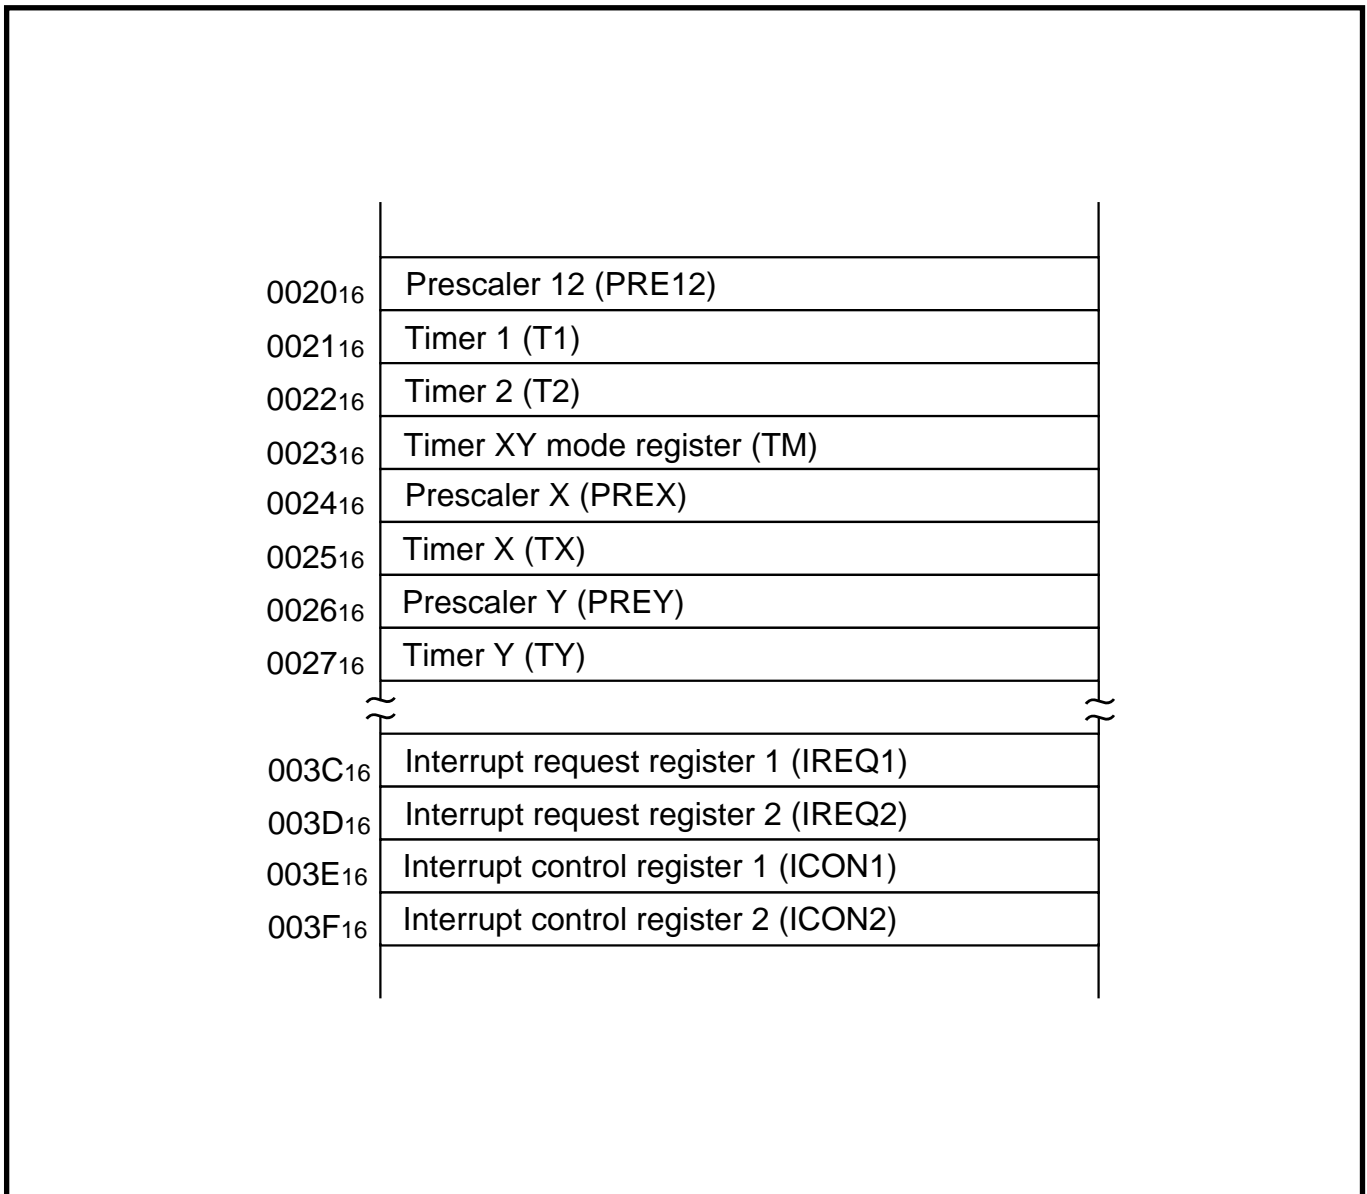 002016 Prescaler 12 (PRE12)
002116 Timer 1 (T1)
002216 Timer 2 (T2)
002316 Timer XY mode register (TM)
002416 Prescaler X (PREX)
002516 Timer X (TX)
002616 Prescaler Y (PREY)
002716 Timer Y (TY)
003C16 Interrupt request register 1 (IREQ1)
003D16 Interrupt request register 2 (IREQ2)
003E16 Interrupt control register 1 (ICON1)
003F16 Interrupt control register 2 (ICON2)